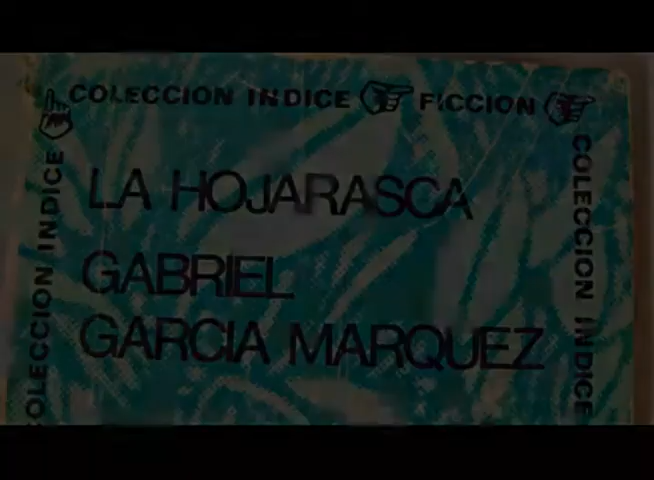 COLECCION INDICE FICCION
COLECCION INDICE
LA HOJARASCA
GABRIEL
GARCIA MARQUEZ
COLECCION INDICE